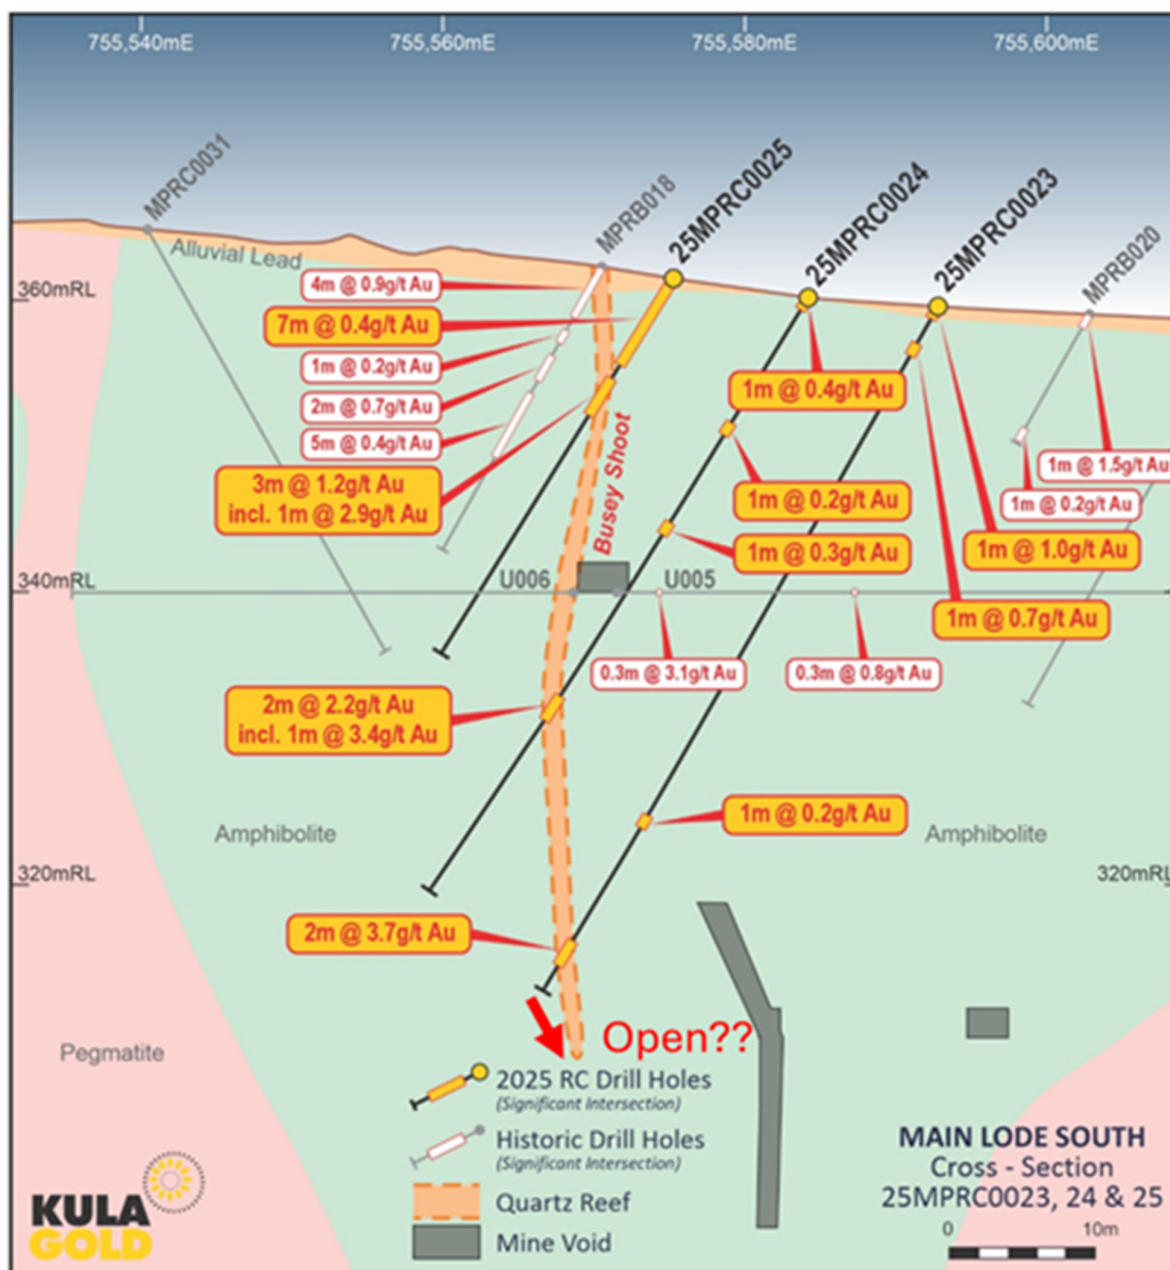 755,540mE
755,560mE
755,580mE
755,600mE
MPRC0031
MPRB018
25MPRC0025
25MPRC0024
25MPRC0023
MPRB020
Alluvial Lead
360mRL
4m @ 0.9g/t Au
7m @ 0.4g/t Au
1m @ 0.2g/t Au
2m @ 0.7g/t Au
5m @ 0.4g/t Au
3m @ 1.2g/t Au
incl. 1m @ 2.9g/t Au
Busey Shoot
1m @ 0.4g/t Au
1m @ 0.2g/t Au
1m @ 0.3g/t Au
1m @ 1.5g/t Au
1m @ 0.2g/t Au
1m @ 1.0g/t Au
1m @ 0.7g/t Au
340mRL
U006
U005
0.3m @ 3.1g/t Au
0.3m @ 0.8g/t Au
2m @ 2.2g/t Au
incl. 1m @ 3.4g/t Au
1m @ 0.2g/t Au
Amphibolite
Amphibolite
320mRL
320mRL
2m @ 3.7g/t Au
Open??
Pegmatite
2025 RC Drill Holes
(Significant Intersection)
Historic Drill Holes
(Significant Intersection)
Quartz Reef
Mine Void
MAIN LODE SOUTH
Cross - Section
25MPRC0023, 24 & 25
0 10m
KULA
GOLD